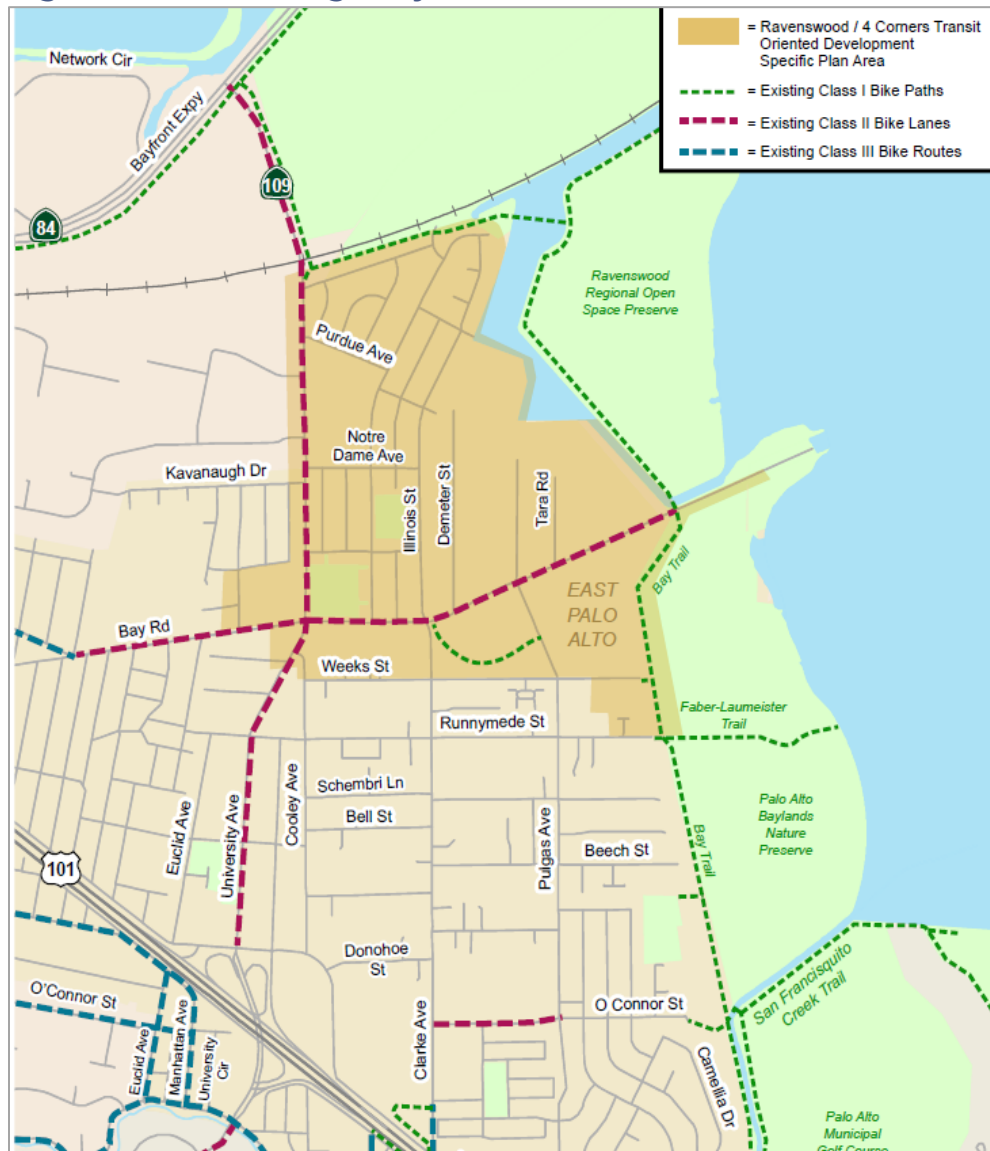 = Ravenswood / 4 Corners Transit
Oriented Development
Specific Plan Area
= Existing Class I Bike Paths
= Existing Class II Bike Lanes
= Existing Class III Bike Routes
Network Cir
Bayfront Expy
109
84
Ravenswood
Regional Open
Space Preserve
Purdue Ave
Notre
Dame Ave
Kavanaugh Dr
Illinois St
Demeter St
Tara Rd
Bay Trail
EAST
PALO
ALTO
Bay Rd
Weeks St
Runnymede St
Faber-Laumeister
Trail
Schembri Ln
Bell St
Cooley Ave
Euclid Ave
University Ave
Pulgas Ave
Beech St
Bay Trail
Palo Alto
Baylands
Nature
Preserve
101
Donohoe
St
O'Connor St
O Connor St
San Francisquito
Creek Trail
Euclid Ave
Manhattan Ave
University
Cir
Clarke Ave
Camellia Dr
Palo Alto
Municipal
Golf Course